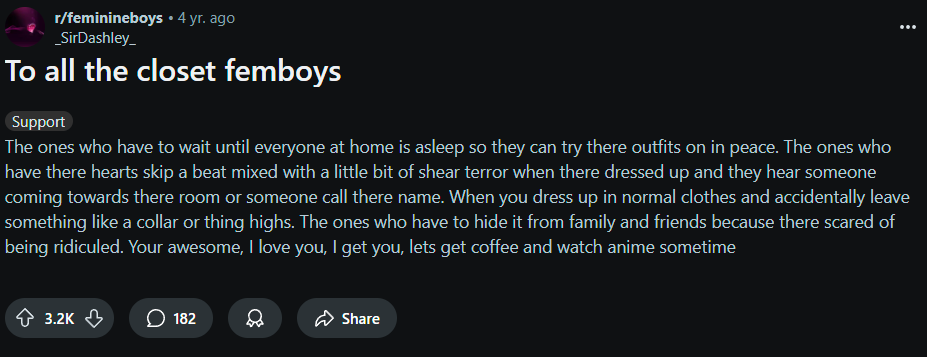 r/feminineboys • 4 yr. ago
_SirDashley_
To all the closet femboys
Support
The ones who have to wait until everyone at home is asleep so they can try there outfits on in peace. The ones who
have there hearts skip a beat mixed with a little bit of shear terror when there dressed up and they hear someone
coming towards there room or someone call there name. When you dress up in normal clothes and accidentally leave
something like a collar or thing highs. The ones who have to hide it from family and friends because there scared of
being ridiculed. Your awesome, I love you, I get you, lets get coffee and watch anime sometime
3.2K 182 Share